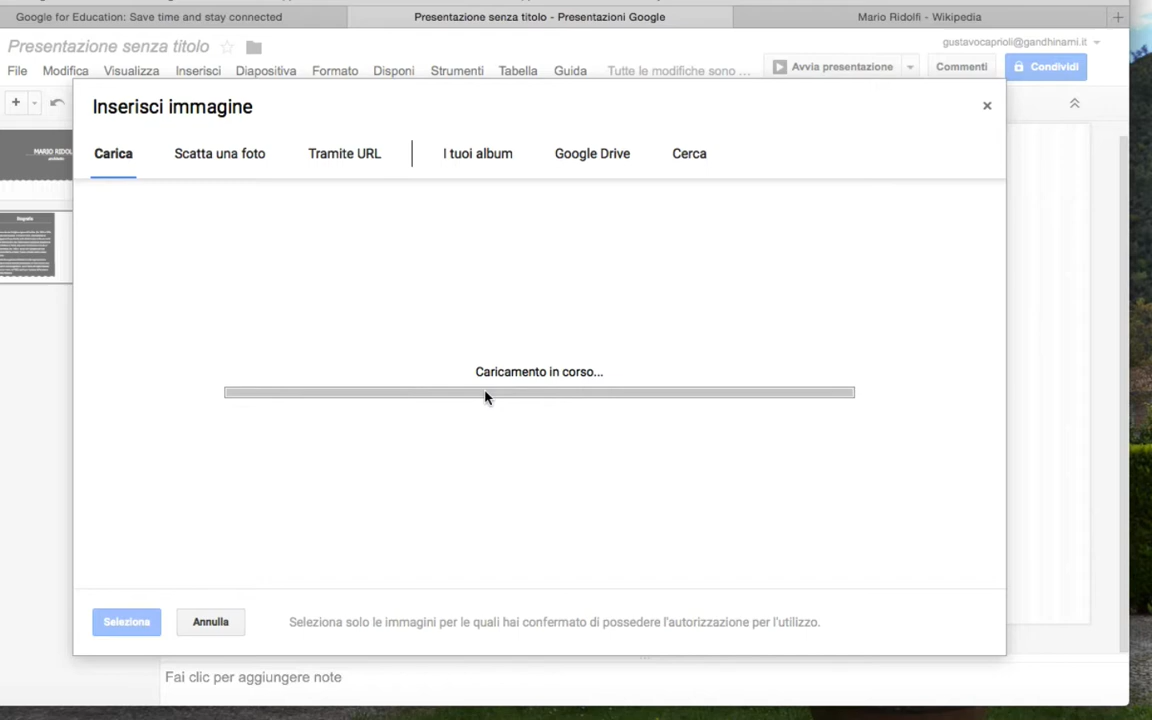 Google for Education: Save time and stay connected
Presentazione senza titolo - Presentazioni Google
Mario Ridolfi - Wikipedia
Presentazione senza titolo
gustavocaprioli@gandhinarni.it
File Modifica Visualizza Inserisci Diapositiva Formato Disponi Strumenti Tabella Guida Tutte le modifiche sono ...
Avvia presentazione
Commenti
Condividi
Inserisci immagine
Carica Scatta una foto Tramite URL I tuoi album Google Drive Cerca
MARIO RIDOL
Biografia
Caricamento in corso...
Seleziona
Annulla
Seleziona solo le immagini per le quali hai confermato di possedere l'autorizzazione per l'utilizzo.
Fai clic per aggiungere note